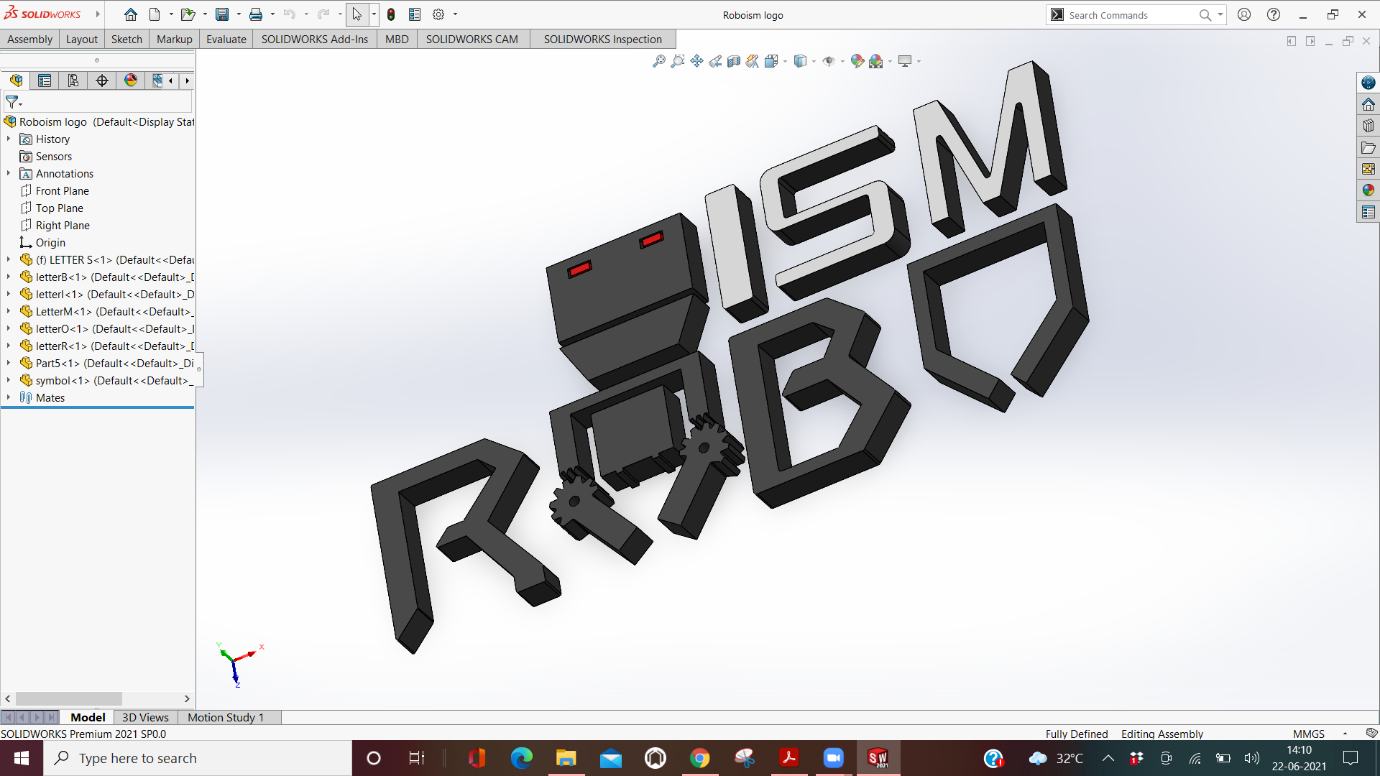 SOLIDWORKS
Roboism logo
Search Commands
Assembly Layout Sketch Markup Evaluate SOLIDWORKS Add-Ins MBD SOLIDWORKS CAM SOLIDWORKS Inspection
Roboism logo (Default<Display Stat
History
Sensors
Annotations
Front Plane
Top Plane
Right Plane
Origin
(f) LETTER S<1> (Default<<Defau
letterB<1> (Default<<Default>_D
letterI<1> (Default<<Default>_D
LetterM<1> (Default<<Default>_
letterO<1> (Default<<Default>_
letterR<1> (Default<<Default>_
Part5<1> (Default<<Default>_Di
symbol<1> (Default<<Default>_
Mates
ISM
R BO
X
Y
Z
Model 3D Views Motion Study 1
SOLIDWORKS Premium 2021 SP0.0
Fully Defined Editing Assembly MMGS
Type here to search
SW
2021
32°C
14:10
22-06-2021